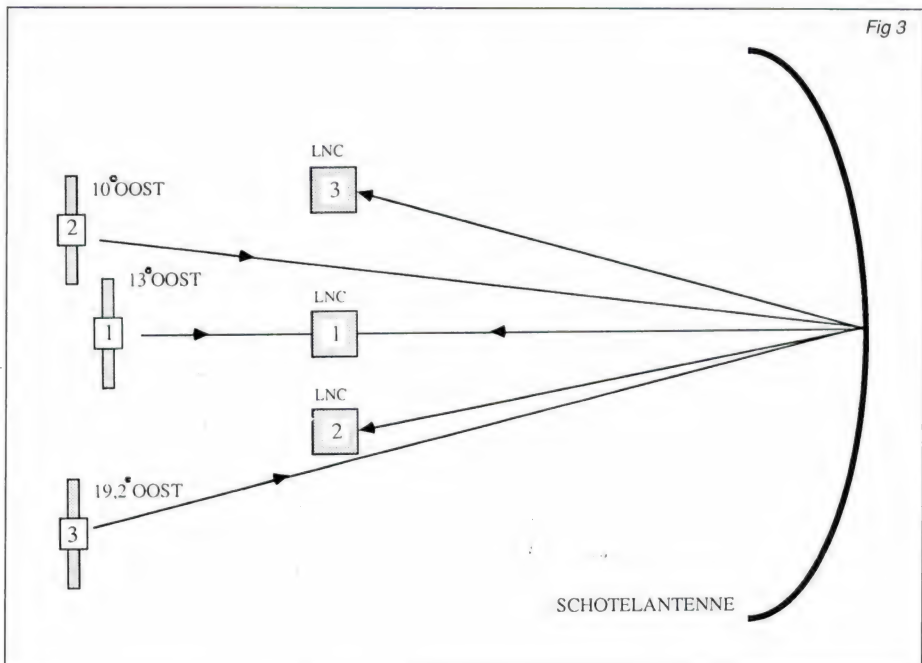 Fig 3
LNC
10°OOST
3
2
13°OOST
LNC
1
1
LNC
2
19,2°OOST
3
SCHOTELANTENNE